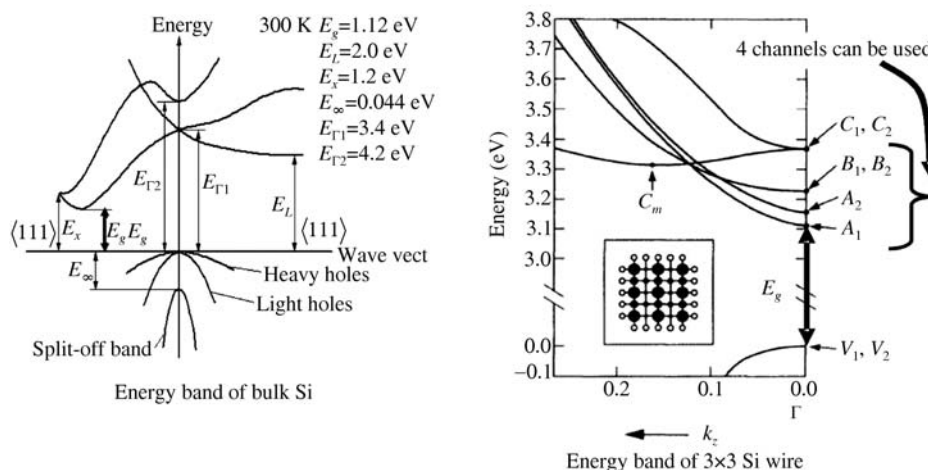 Energy
300 K E_g=1.12 eV
E_L=2.0 eV
E_x=1.2 eV
E_∞=0.044 eV
E_Γ1=3.4 eV
E_Γ2=4.2 eV
E_Γ2
E_Γ1
E_L
⟨111⟩ E_x
E_g E_g
⟨111⟩
Wave vect
E_∞
Heavy holes
Light holes
Split-off band
Energy band of bulk Si
Energy (eV)
3.8
3.7
3.6
3.5
3.4
3.3
3.2
3.1
3.0
0.0
−0.1
4 channels can be used
C_1, C_2
B_1, B_2
A_2
A_1
C_m
E_g
V_1, V_2
0.2
0.1
0.0
Γ
k_z
Energy band of 3×3 Si wire